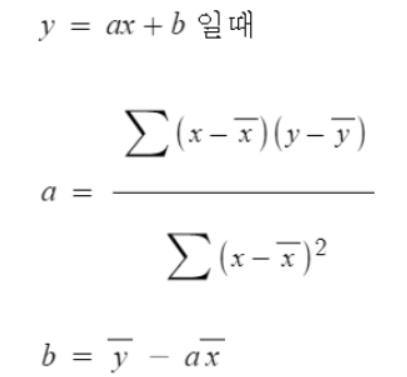 y = ax + b 일 때
a = ∑(x − x̅)(y − y̅) / ∑(x − x̅)²
b = y̅ − ax̅